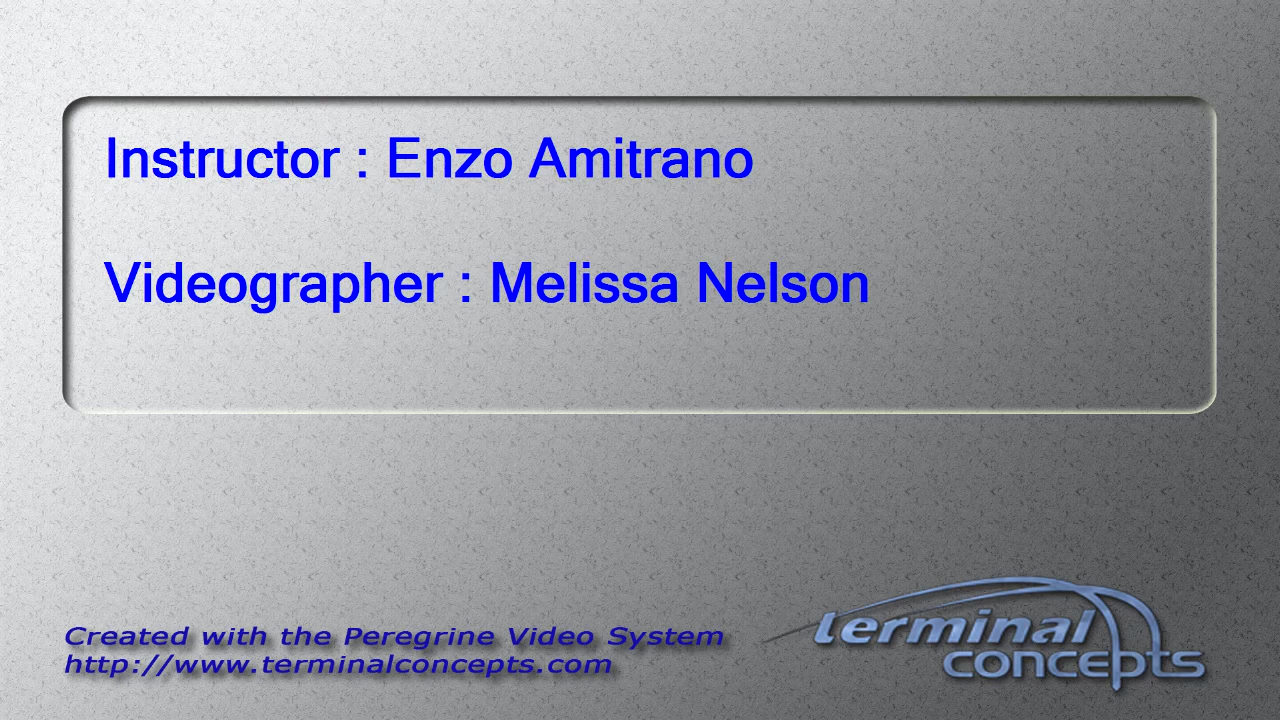 Instructor : Enzo Amitrano
Videographer : Melissa Nelson
Created with the Peregrine Video System
http://www.terminalconcepts.com
terminal
concepts